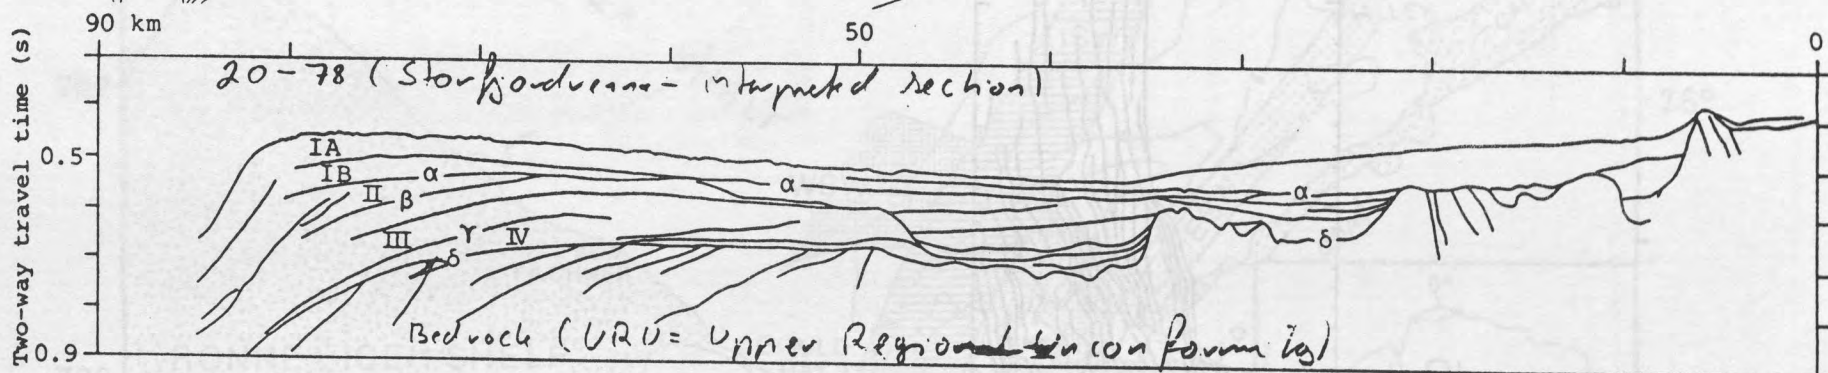 90 km 50 0
Two-way travel time (s)
20-78 (Storfjordrenna - interpreted section)
0.5
IA
IB α α α
II β
III γ IV
δ δ
Bedrock (URU = Upper Regional Unconformity)
0.9